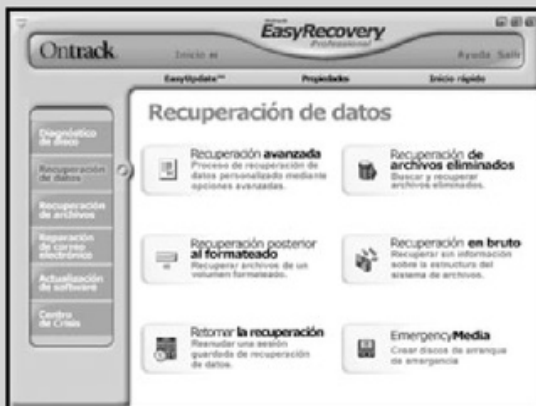 EasyRecovery
Professional
Ontrack
Inicio
Ayuda Salir
EasyUpdate™ Propiedades Inicio rápido
Recuperación de datos
Diagnóstico
de disco
Recuperación
de datos
Recuperación
de archivos
Reparación
de correo
electrónico
Actualización
de software
Centro
de Crisis
Recuperación avanzada
Proceso de recuperación de
datos personalizado mediante
opciones avanzadas.
Recuperación de
archivos eliminados
Buscar y recuperar
archivos eliminados.
Recuperación posterior
al formateado
Recuperar archivos de un
volumen formateado.
Recuperación en bruto
Recuperar sin información
sobre la estructura del
sistema de archivos.
Retomar la recuperación
Reanudar una sesión
guardada de recuperación
de datos.
EmergencyMedia
Crear discos de arranque
de emergencia